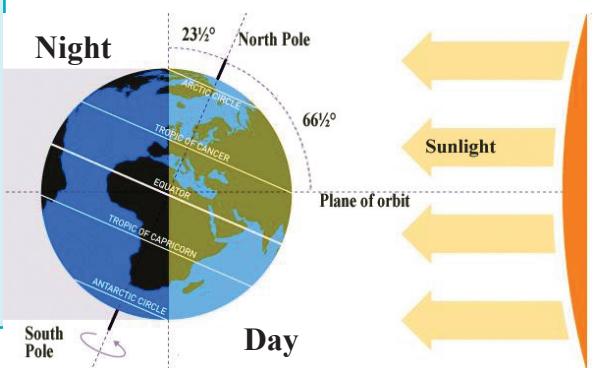 23½°
North Pole
Night
ARCTIC CIRCLE
66½°
TROPIC OF CANCER
Sunlight
EQUATOR
Plane of orbit
TROPIC OF CAPRICORN
ANTARCTIC CIRCLE
South
Pole
Day